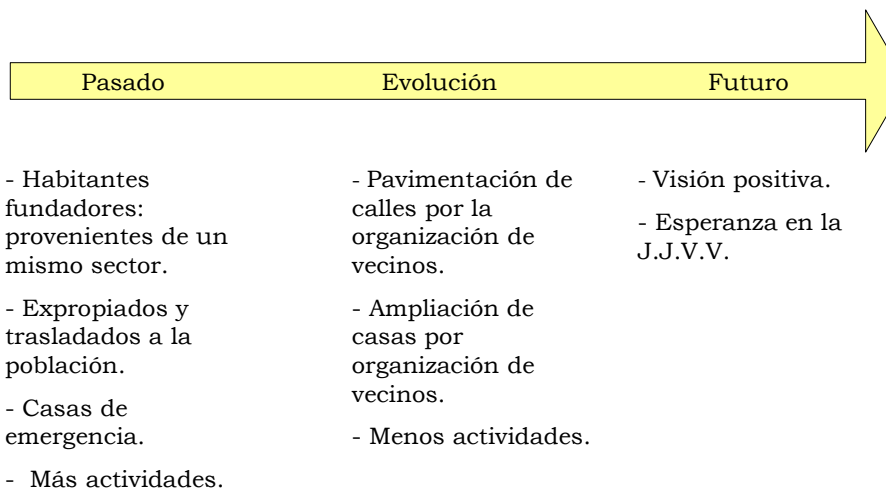 Pasado
Evolución
Futuro
- Habitantes
fundadores:
provenientes de un
mismo sector.
- Expropiados y
trasladados a la
población.
- Casas de
emergencia.
- Más actividades.
- Pavimentación de
calles por la
organización de
vecinos.
- Ampliación de
casas por
organización de
vecinos.
- Menos actividades.
- Visión positiva.
- Esperanza en la
J.J.V.V.